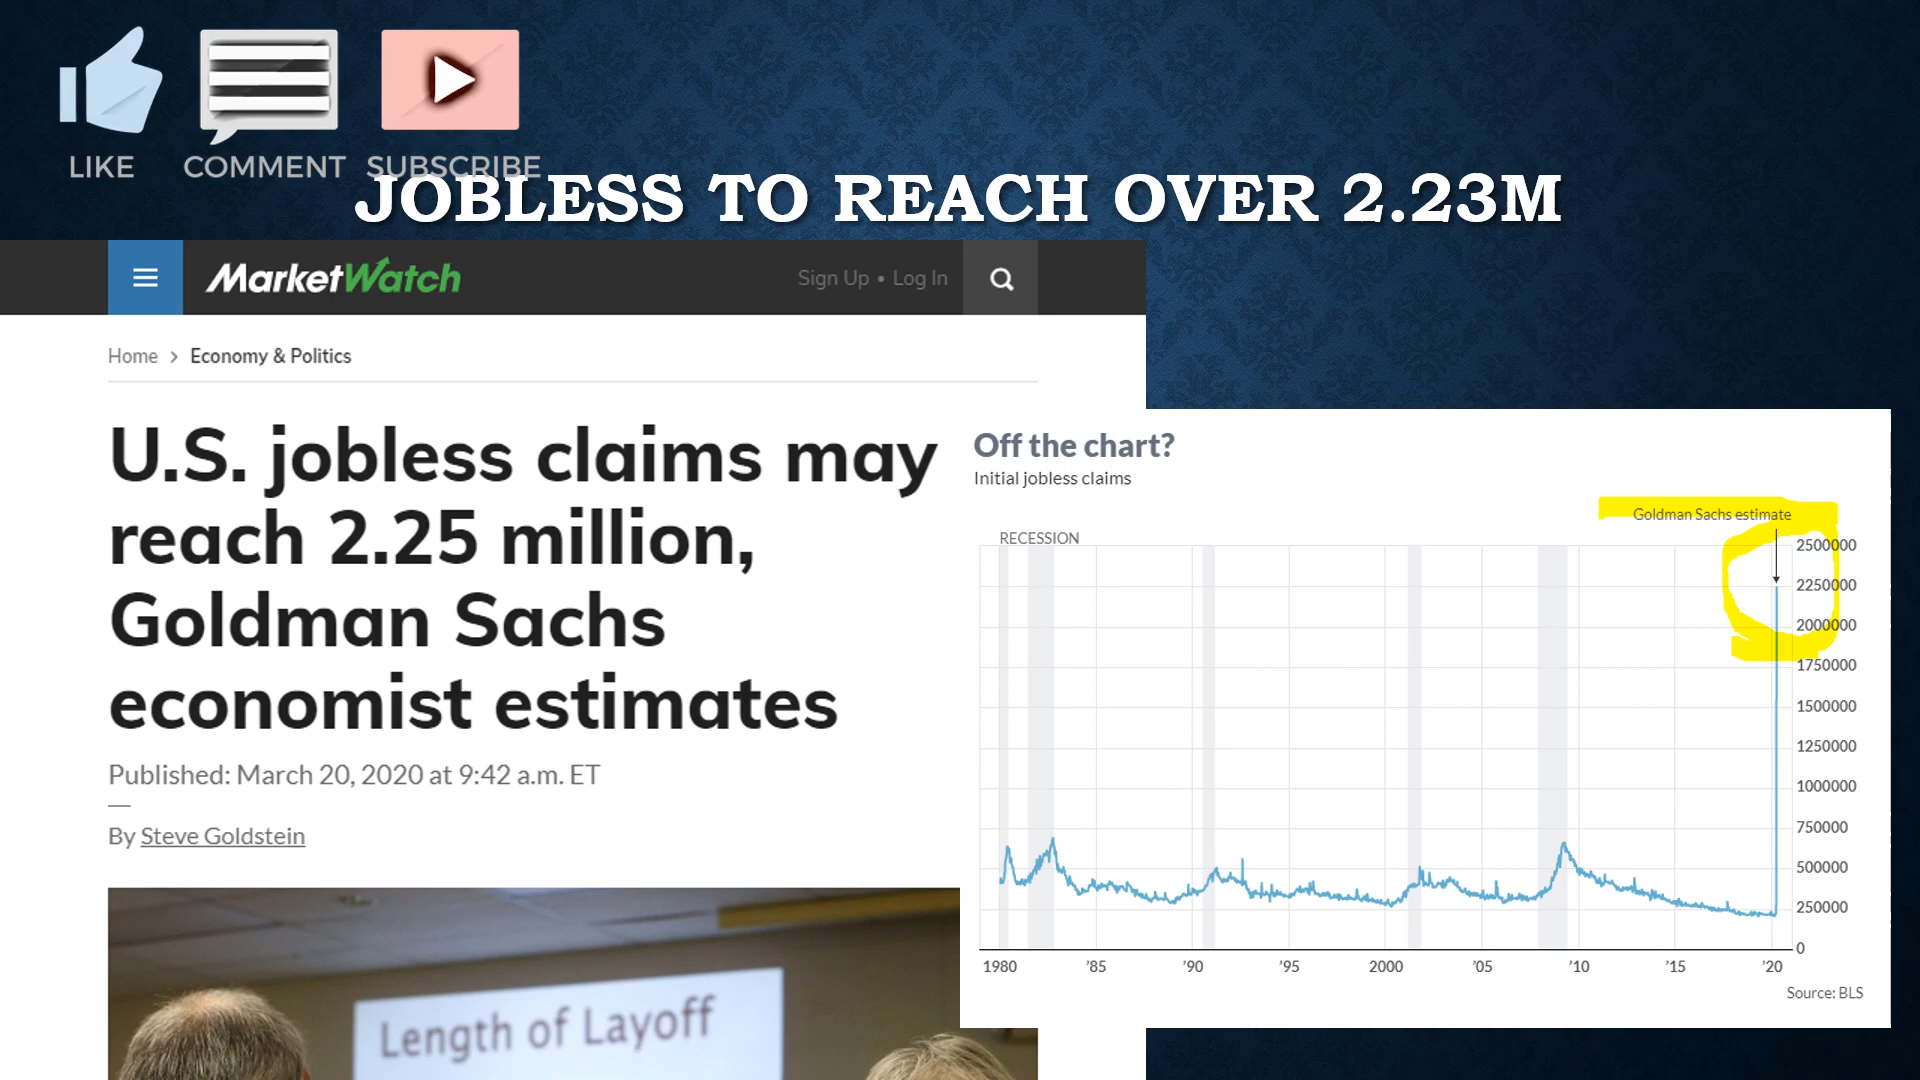 LIKE COMMENT SUBSCRIBE
JOBLESS TO REACH OVER 2.23M
MarketWatch
Sign Up • Log In
Home > Economy & Politics
U.S. jobless claims may
reach 2.25 million,
Goldman Sachs
economist estimates
Published: March 20, 2020 at 9:42 a.m. ET
By Steve Goldstein
Length of Layoff
Off the chart?
Initial jobless claims
Goldman Sachs estimate
RECESSION
2500000
2250000
2000000
1750000
1500000
1250000
1000000
750000
500000
250000
0
1980 '85 '90 '95 2000 '05 '10 '15 '20
Source: BLS